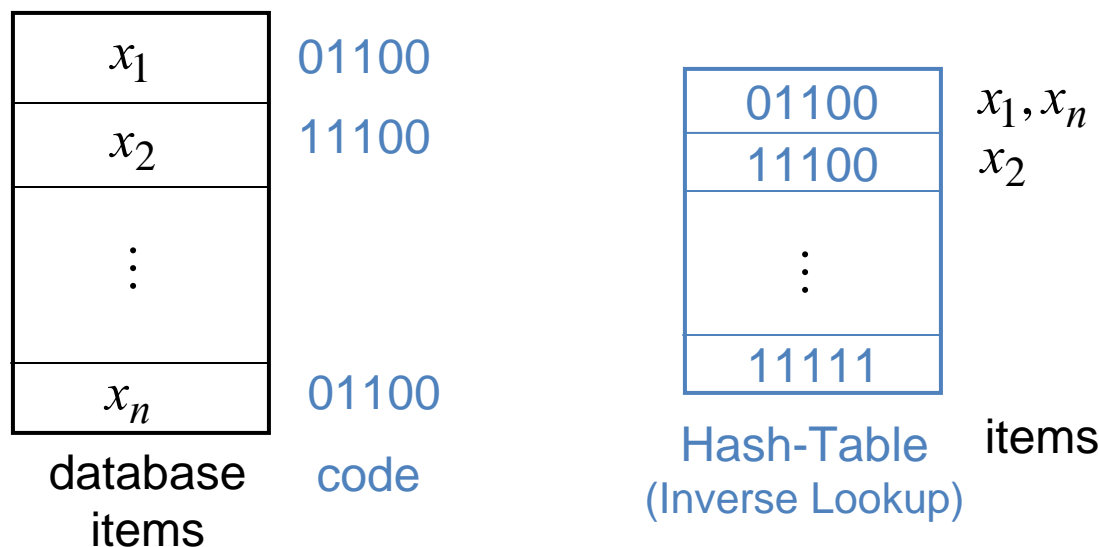 x₁
01100
x₂
11100
⋮
xₙ
01100
database
items
code
01100
x₁, xₙ
11100
x₂
⋮
11111
Hash-Table
(Inverse Lookup)
items